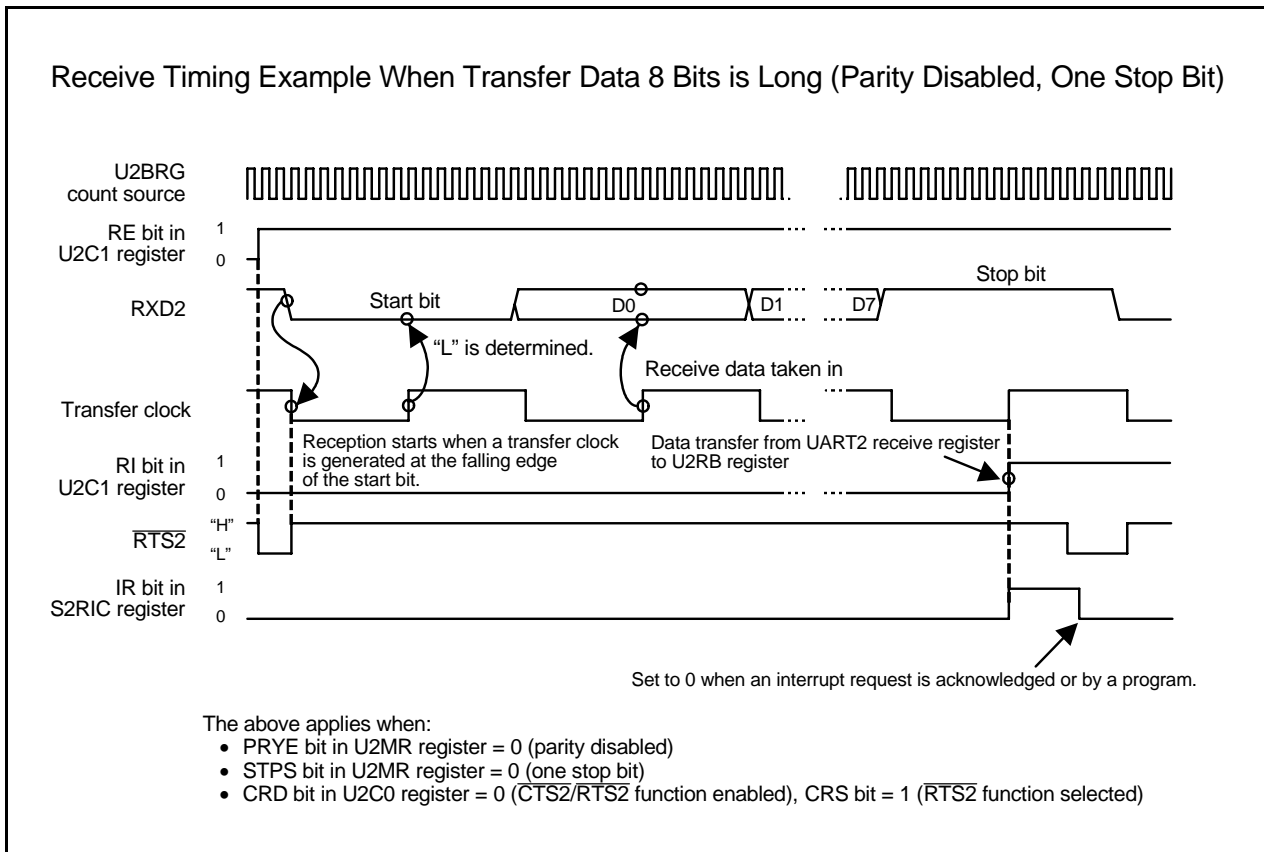 Receive Timing Example When Transfer Data 8 Bits is Long (Parity Disabled, One Stop Bit)
U2BRG
count source
RE bit in
U2C1 register
1
0
RXD2
Start bit
D0
D1
D7
Stop bit
“L” is determined.
Receive data taken in
Transfer clock
Reception starts when a transfer clock
is generated at the falling edge
of the start bit.
Data transfer from UART2 receive register
to U2RB register
RI bit in
U2C1 register
1
0
RTS2
“H”
“L”
IR bit in
S2RIC register
1
0
Set to 0 when an interrupt request is acknowledged or by a program.
The above applies when:
• PRYE bit in U2MR register = 0 (parity disabled)
• STPS bit in U2MR register = 0 (one stop bit)
• CRD bit in U2C0 register = 0 (CTS2/RTS2 function enabled), CRS bit = 1 (RTS2 function selected)